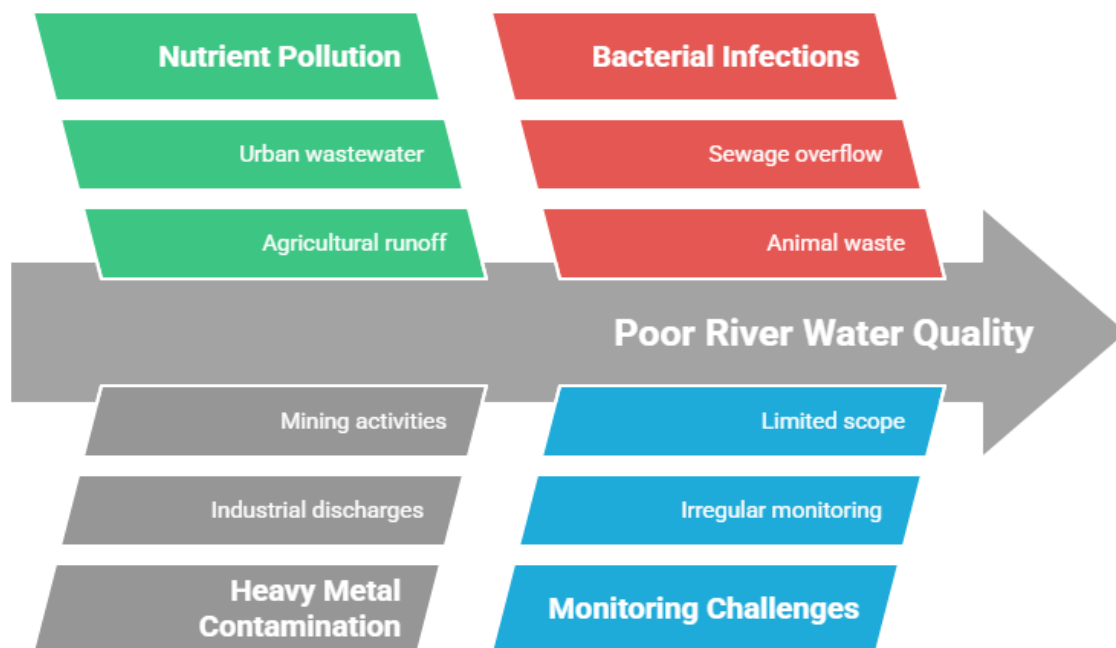 Nutrient Pollution
Bacterial Infections
Urban wastewater
Sewage overflow
Agricultural runoff
Animal waste
Poor River Water Quality
Mining activities
Limited scope
Industrial discharges
Irregular monitoring
Heavy Metal
Contamination
Monitoring Challenges